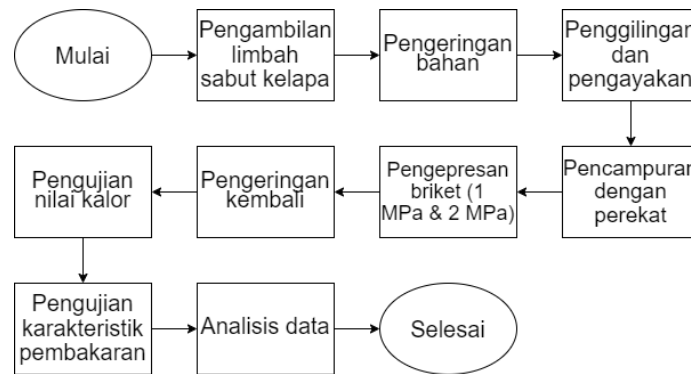 Mulai
Pengambilan
limbah
sabut kelapa
Pengeringan
bahan
Penggilingan
dan
pengayakan
Pencampuran
dengan
perekat
Pengepresan
briket (1
MPa & 2 MPa)
Pengeringan
kembali
Pengujian
nilai kalor
Pengujian
karakteristik
pembakaran
Analisis data
Selesai